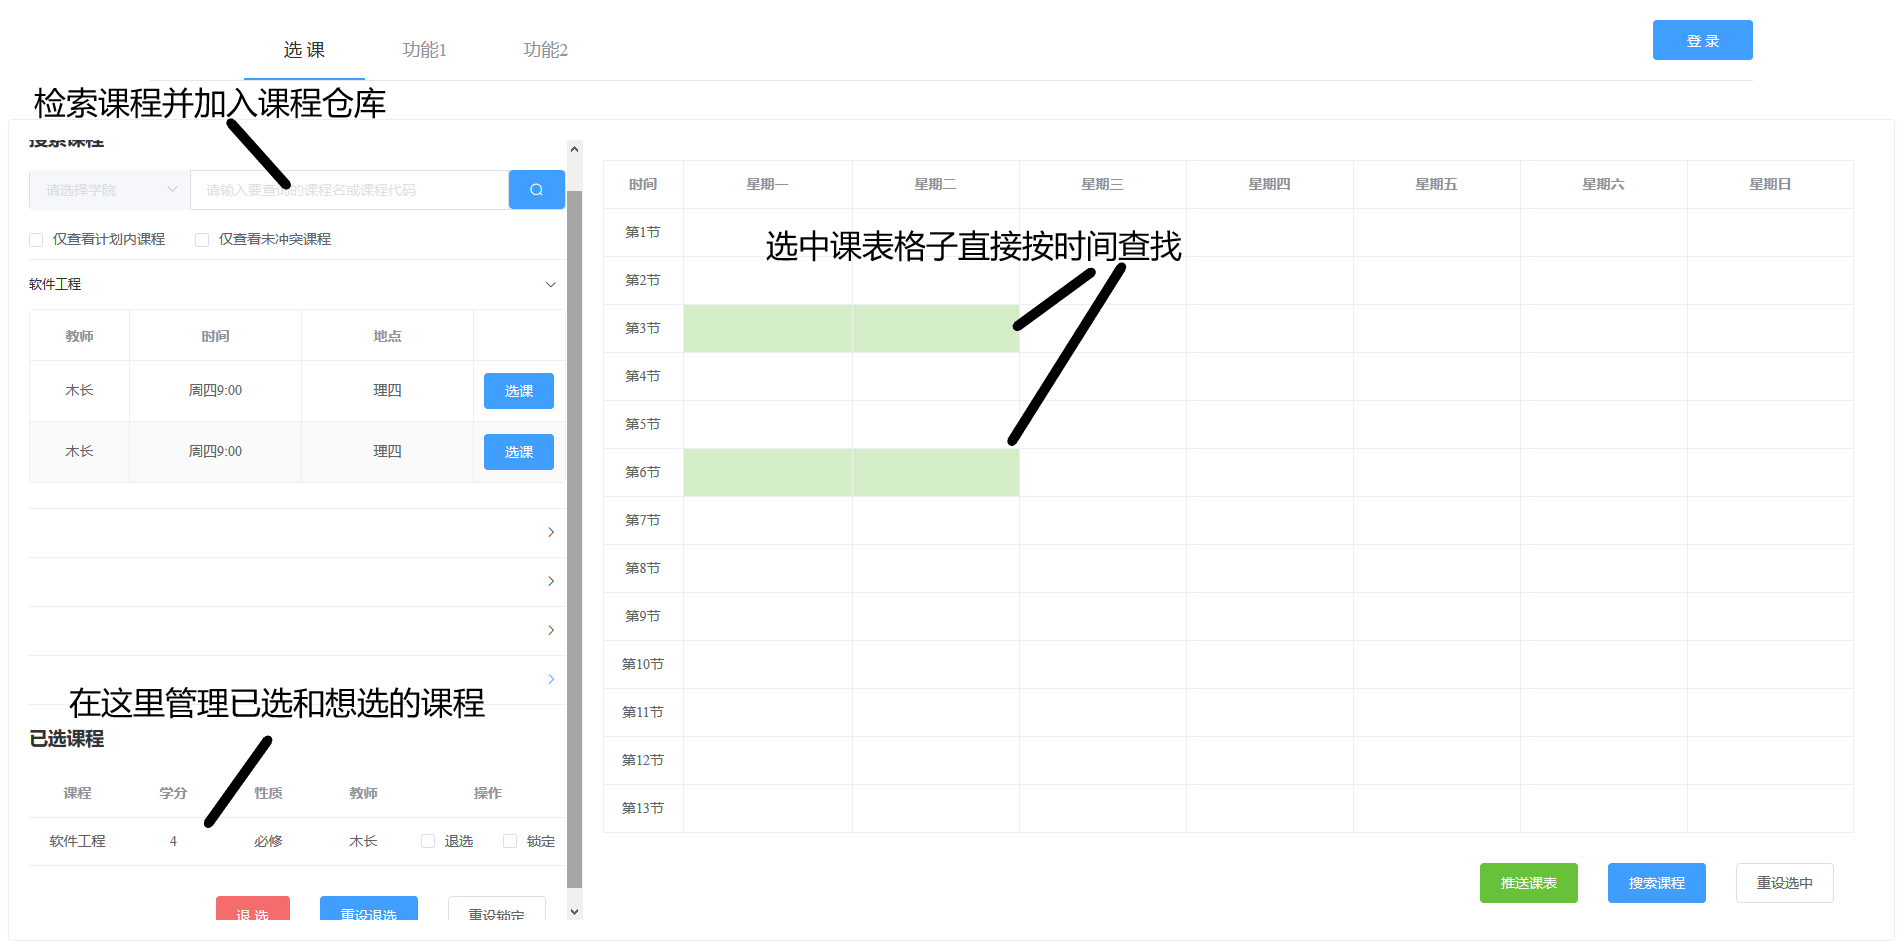 选 课 功能1 功能2 登 录
检索课程并加入课程仓库
搜索课程
请选择学院 请输入要查询的课程名或课程代码
仅查看计划内课程 仅查看未冲突课程
软件工程
教师 时间 地点
木长 周四9:00 理四 选课
木长 周四9:00 理四 选课
在这里管理已选和想选的课程
已选课程
课程 学分 性质 教师 操作
软件工程 4 必修 木长 退选 锁定
退 选 重设退选 重设锁定
时间 星期一 星期二 星期三 星期四 星期五 星期六 星期日
第1节
选中课表格子直接按时间查找
第2节
第3节
第4节
第5节
第6节
第7节
第8节
第9节
第10节
第11节
第12节
第13节
推送课表 搜索课程 重设选中